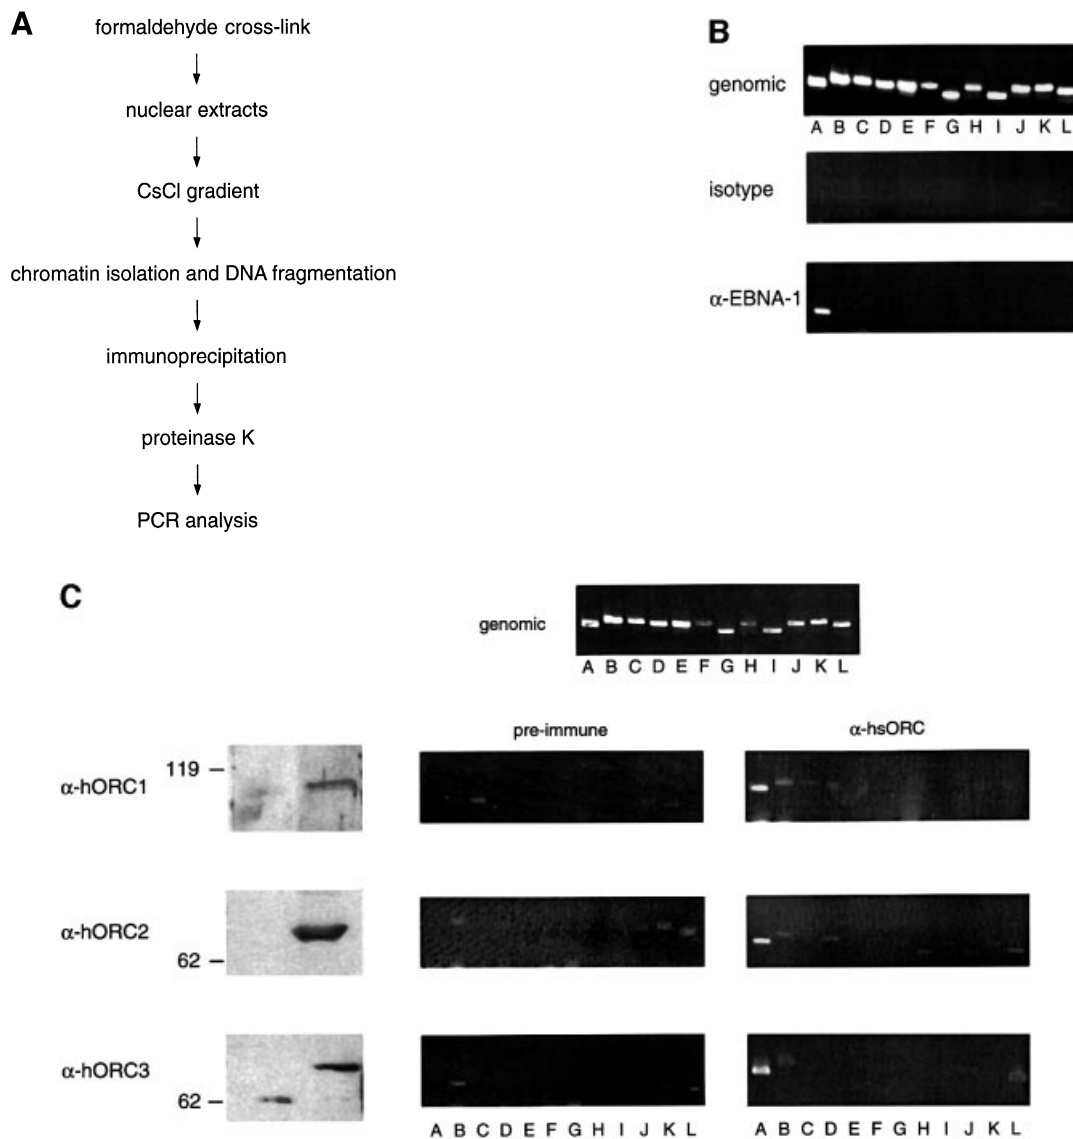 A
formaldehyde cross-link
nuclear extracts
CsCl gradient
chromatin isolation and DNA fragmentation
immunoprecipitation
proteinase K
PCR analysis
B
genomic
A B C D E F G H I J K L
isotype
α-EBNA-1
C
genomic
A B C D E F G H I J K L
pre-immune
α-hsORC
α-hORC1
119
α-hORC2
62
α-hORC3
62
A B C D E F G H I J K L
A B C D E F G H I J K L